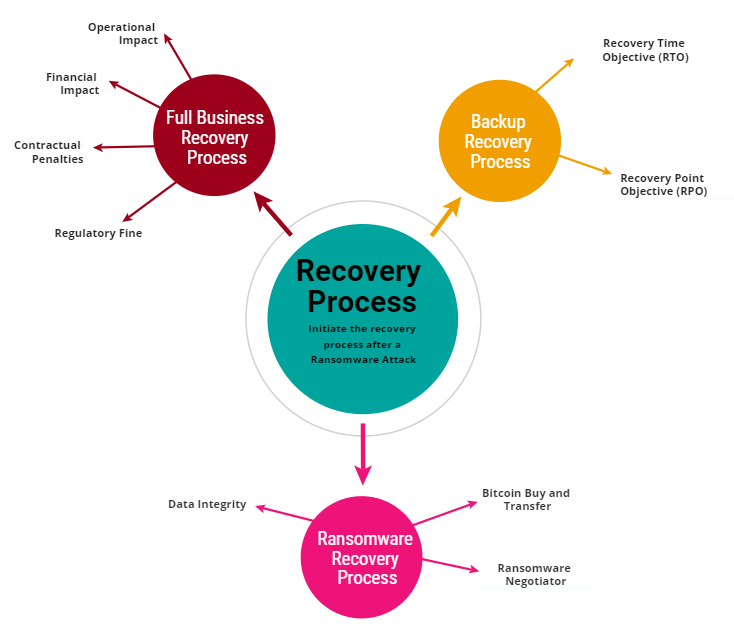 Operational
Impact
Financial
Impact
Contractual
Penalties
Regulatory Fine
Full Business
Recovery
Process
Backup
Recovery
Process
Recovery Time
Objective (RTO)
Recovery Point
Objective (RPO)
Recovery
Process
Initiate the recovery
process after a
Ransomware Attack
Data Integrity
Ransomware
Recovery
Process
Bitcoin Buy and
Transfer
Ransomware
Negotiator